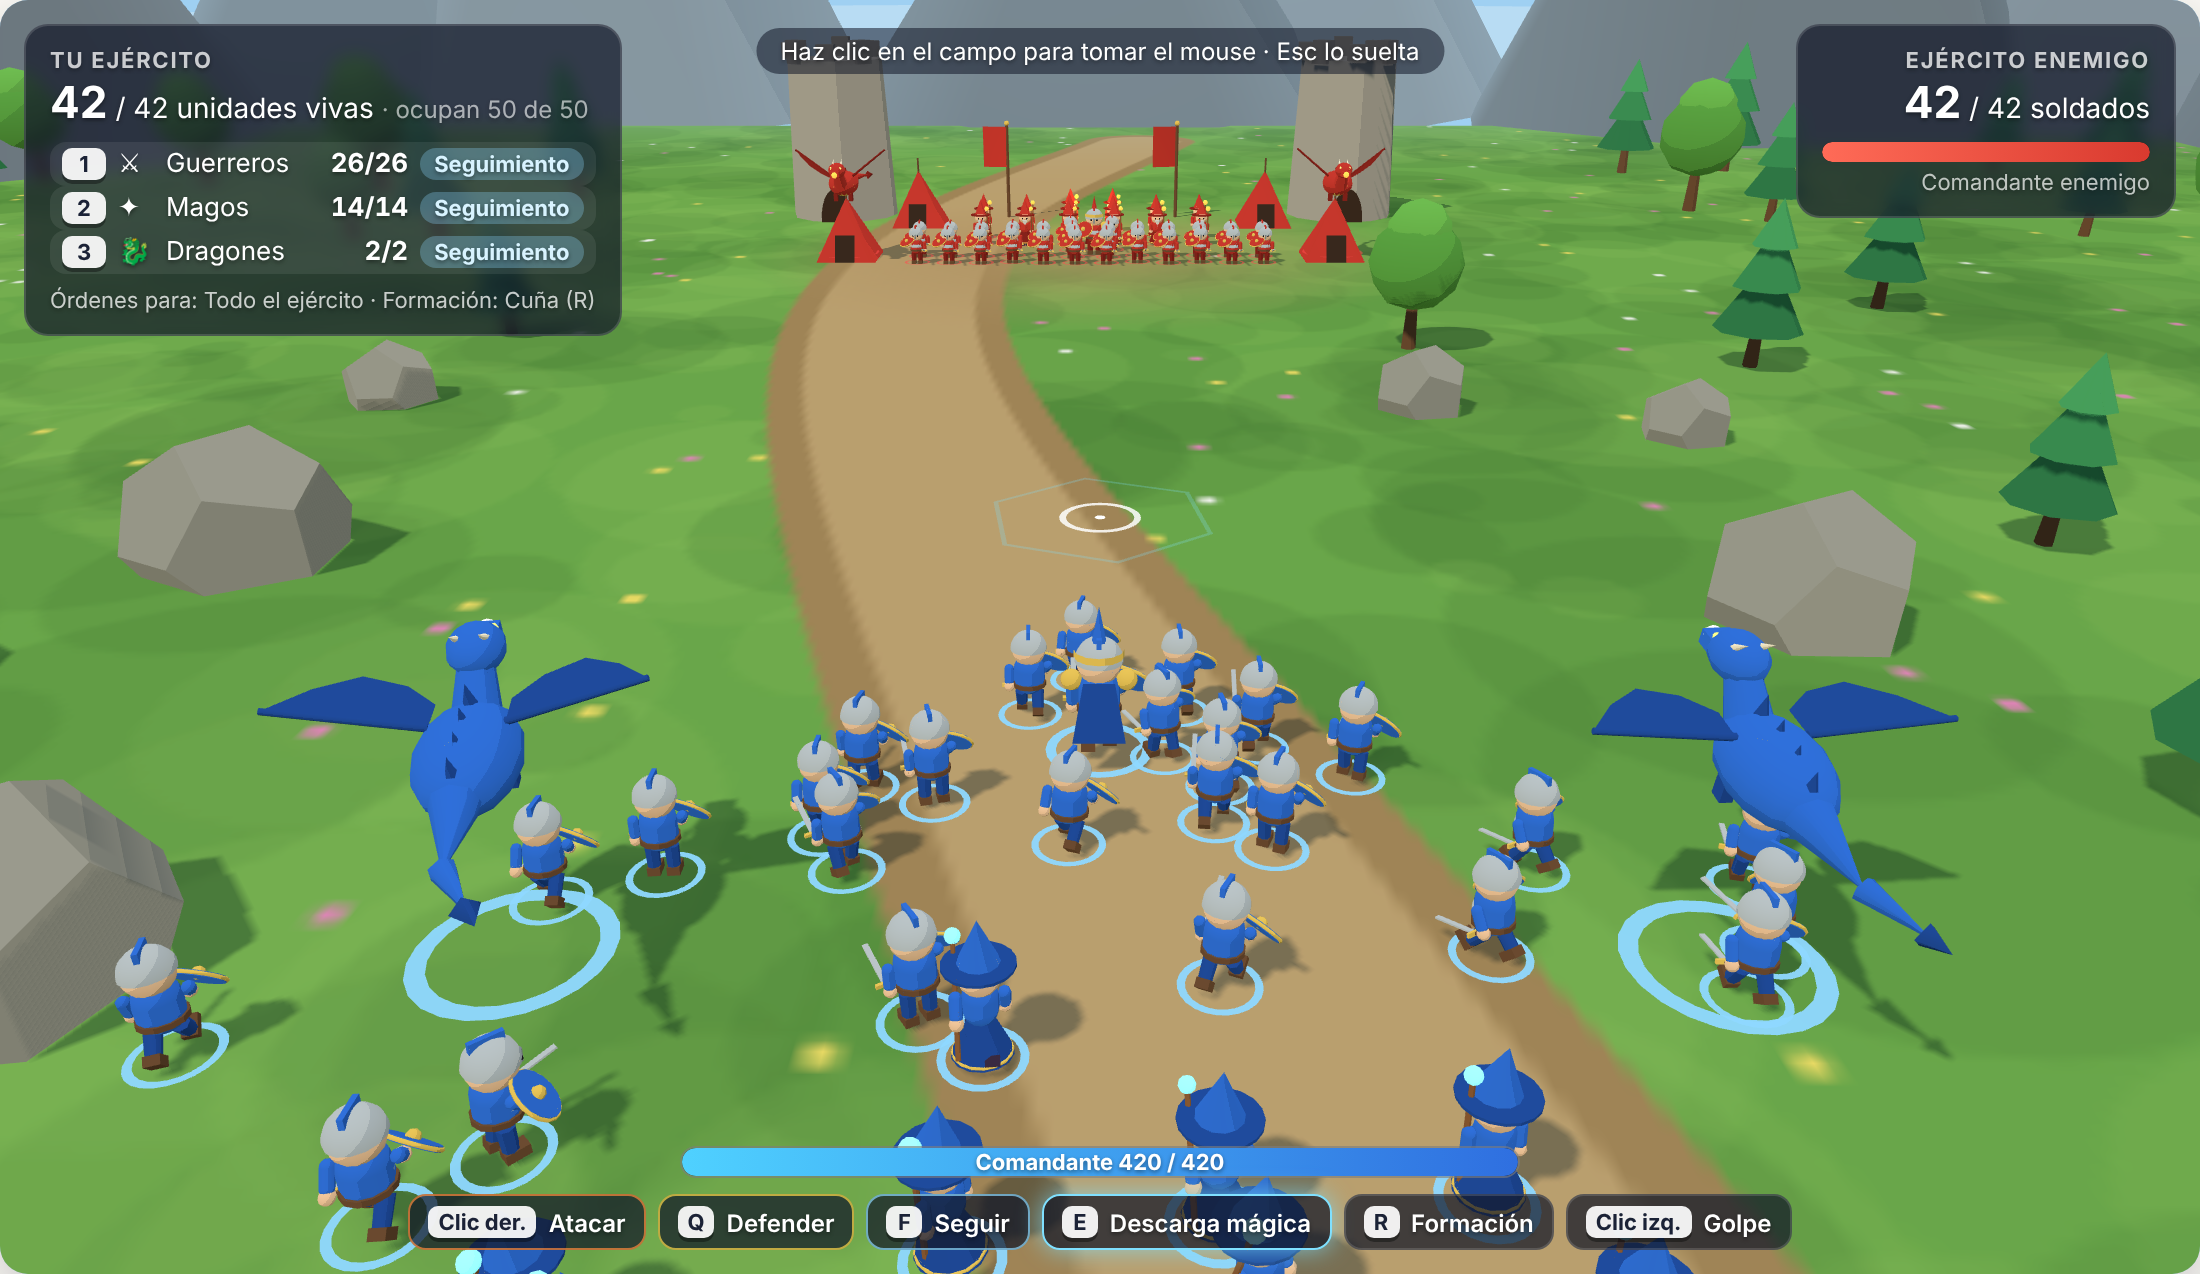 TU EJÉRCITO
42 / 42 unidades vivas · ocupan 50 de 50
1 Guerreros 26/26 Seguimiento
2 Magos 14/14 Seguimiento
3 Dragones 2/2 Seguimiento
Órdenes para: Todo el ejército · Formación: Cuña (R)
Haz clic en el campo para tomar el mouse · Esc lo suelta
EJÉRCITO ENEMIGO
42 / 42 soldados
Comandante enemigo
Comandante 420 / 420
Clic der. Atacar
Q Defender
F Seguir
E Descarga mágica
R Formación
Clic izq. Golpe